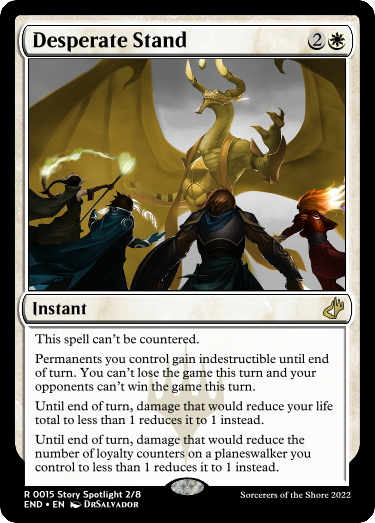 Desperate Stand 2
Instant
This spell can't be countered.
Permanents you control gain indestructible until end
of turn. You can't lose the game this turn and your
opponents can't win the game this turn.
Until end of turn, damage that would reduce your life
total to less than 1 reduces it to 1 instead.
Until end of turn, damage that would reduce the
number of loyalty counters on a planeswalker you
control to less than 1 reduces it to 1 instead.
R 0015 Story Spotlight 2/8
END • EN DrSalvador
Sorcerers of the Shore 2022